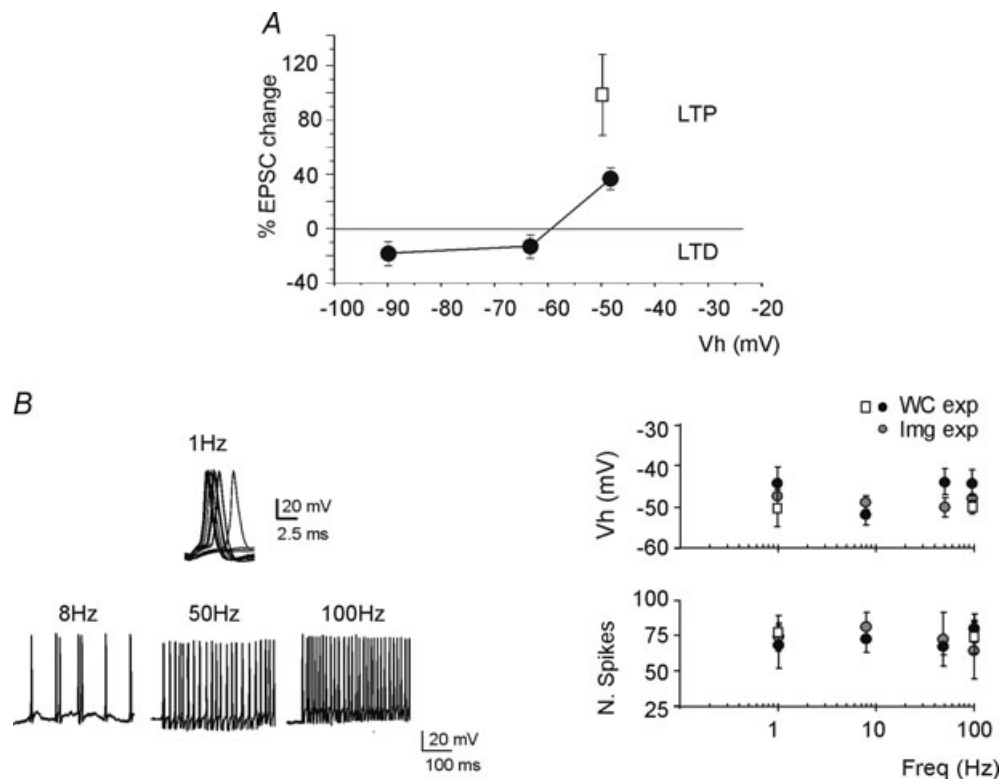 A
% EPSC change
120
80
40
0
-40
LTP
LTD
-100 -90 -80 -70 -60 -50 -40 -30 -20
Vh (mV)
B
1Hz
20 mV
2.5 ms
8Hz 50Hz 100Hz
20 mV
100 ms
WC exp
Img exp
Vh (mV)
-30
-40
-50
-60
N. Spikes
100
75
50
25
1 10 100
Freq (Hz)